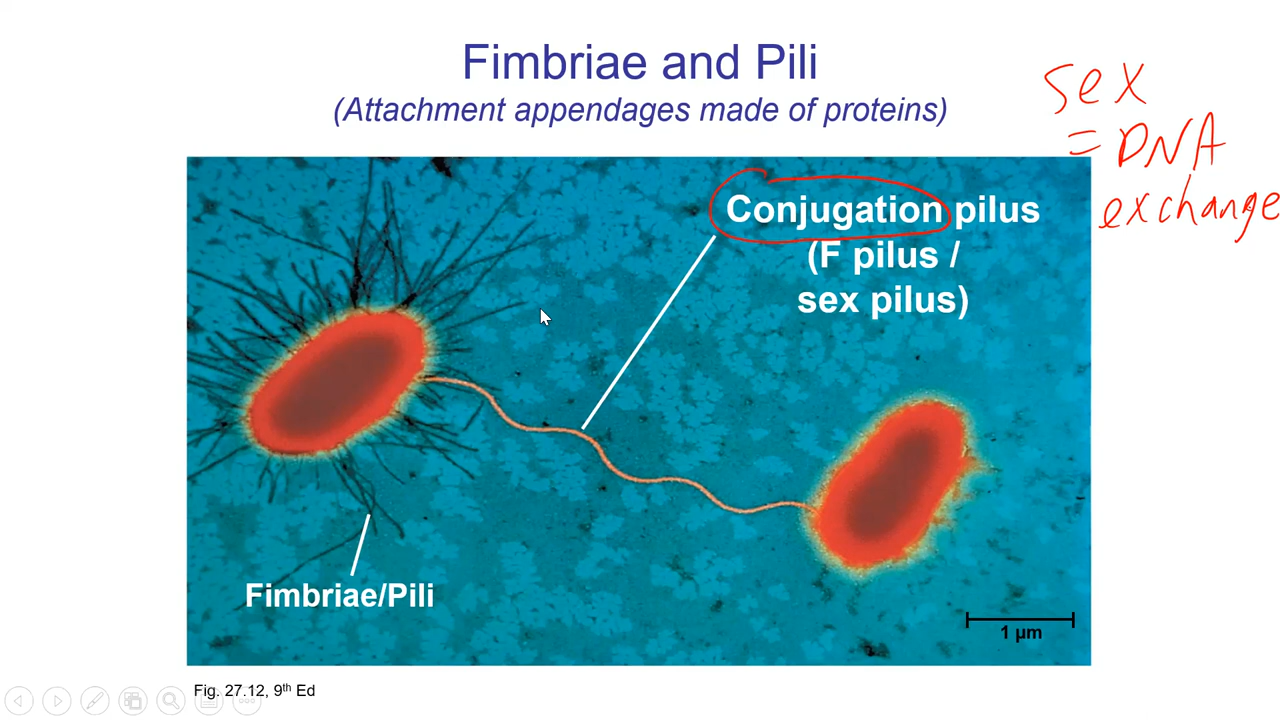 Fimbriae and Pili
(Attachment appendages made of proteins)
sex
= DNA
exchange
Conjugation pilus
(F pilus /
sex pilus)
Fimbriae/Pili
1 µm
Fig. 27.12, 9th Ed